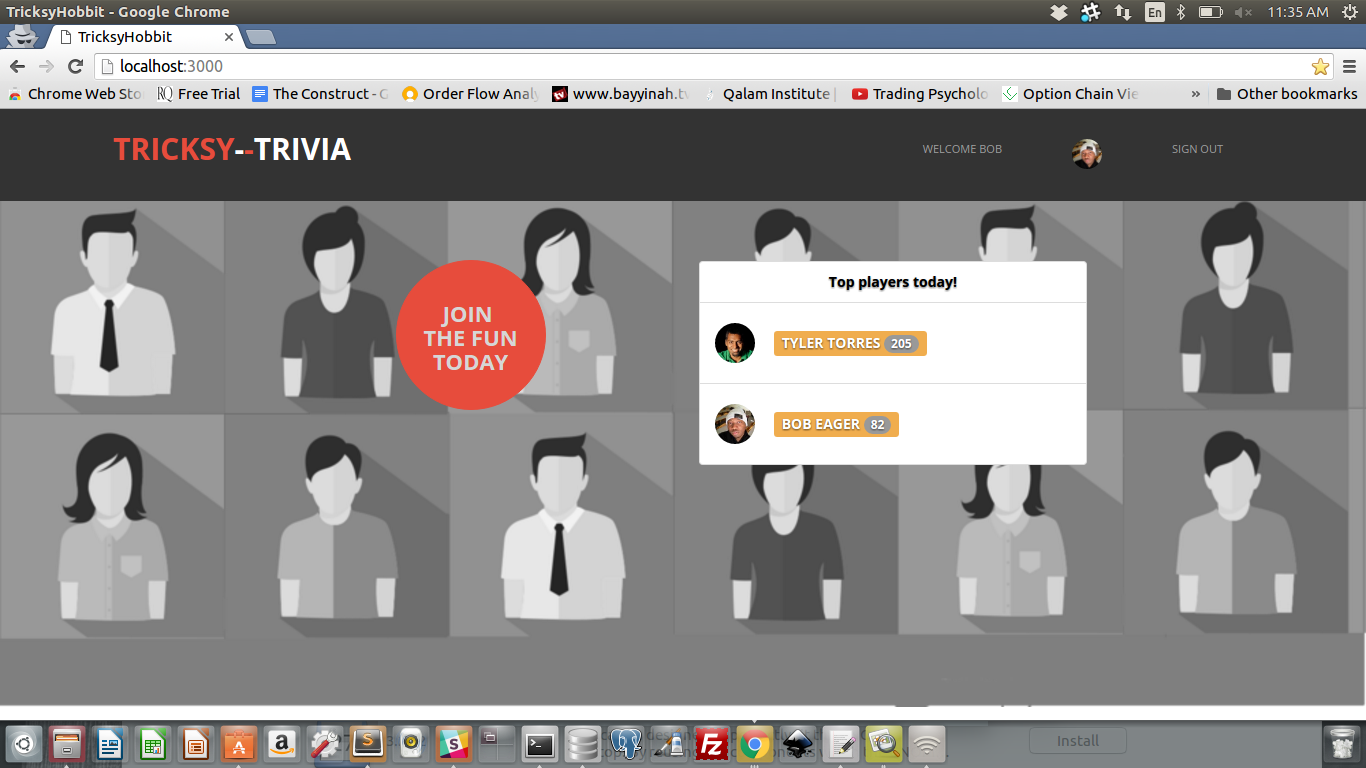 TricksyHobbit - Google Chrome
En
11:35 AM
TricksyHobbit
localhost:3000
Chrome Web Sto
RQ Free Trial
The Construct - G
Order Flow Analy
www.bayyinah.tv
Qalam Institute
Trading Psycholo
Option Chain Vie
»
Other bookmarks
TRICKSY--TRIVIA
WELCOME BOB
SIGN OUT
JOIN
THE FUN
TODAY
Top players today!
TYLER TORRES 205
BOB EAGER 82
Install